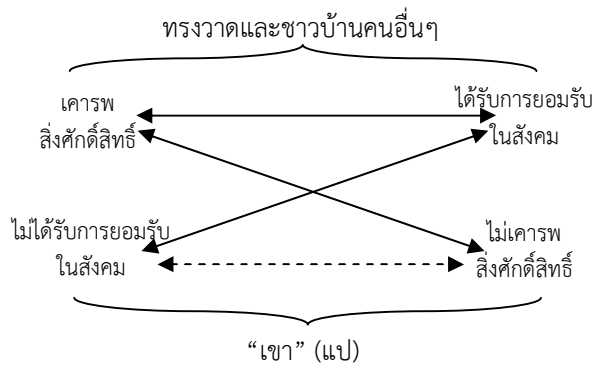 ทรงวาดและชาวบ้านคนอื่นๆ
เคารพ
สิ่งศักดิ์สิทธิ์
ได้รับการยอมรับ
ในสังคม
ไม่ได้รับการยอมรับ
ในสังคม
ไม่เคารพ
สิ่งศักดิ์สิทธิ์
“เขา” (แป)